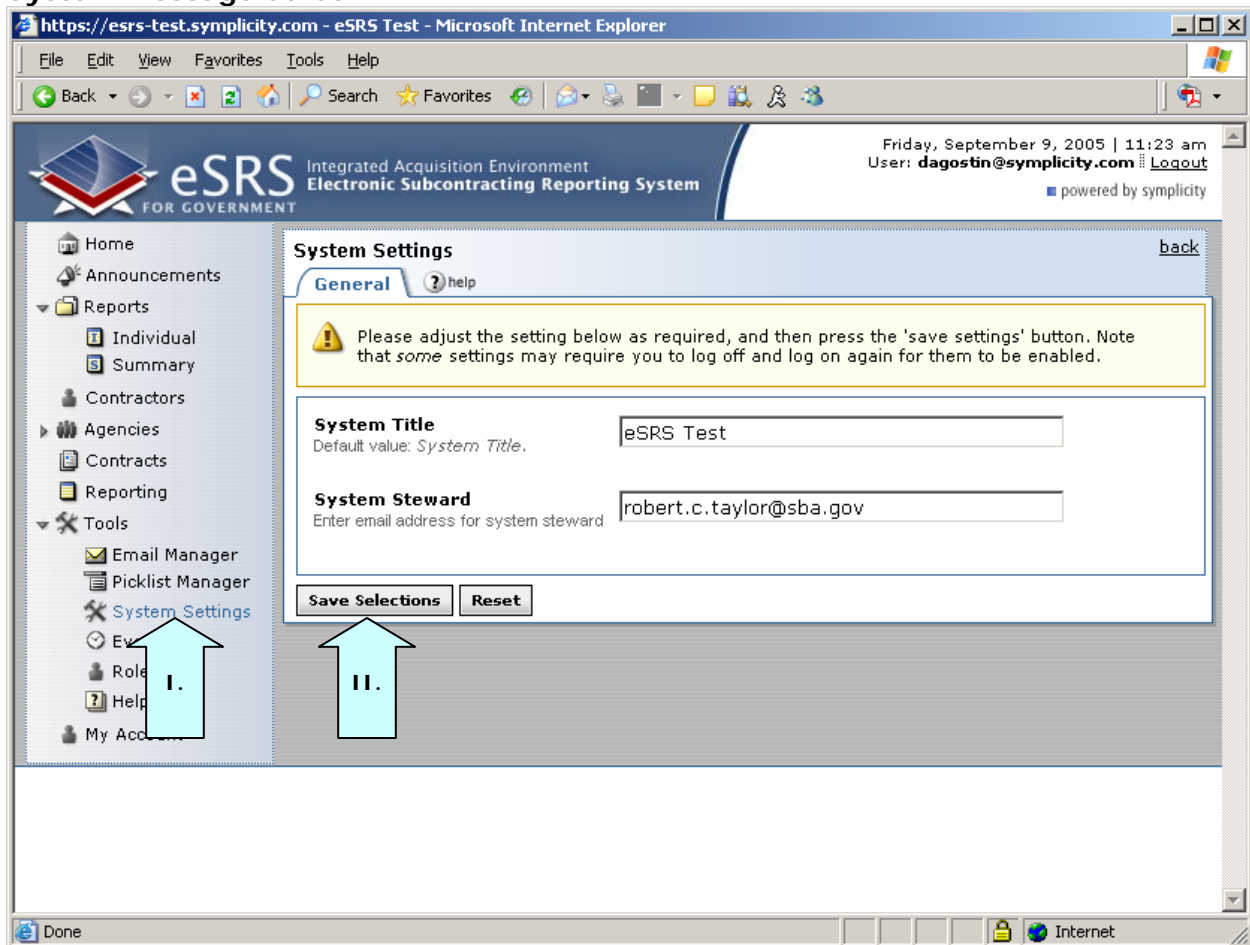 https://esrs-test.symplicity.com - eSRS Test - Microsoft Internet Explorer
File Edit View Favorites Tools Help
Back Search Favorites
eSRS
FOR GOVERNMENT
Integrated Acquisition Environment
Electronic Subcontracting Reporting System
Friday, September 9, 2005 | 11:23 am
User: dagostin@symplicity.com Logout
powered by symplicity
Home
Announcements
Reports
Individual
Summary
Contractors
Agencies
Contracts
Reporting
Tools
Email Manager
Picklist Manager
System Settings
Role
Help
My Acc
I.
System Settings
back
General
help
Please adjust the setting below as required, and then press the 'save settings' button. Note
that some settings may require you to log off and log on again for them to be enabled.
System Title
Default value: System Title.
eSRS Test
System Steward
Enter email address for system steward
robert.c.taylor@sba.gov
Save Selections Reset
II.
Done
Internet